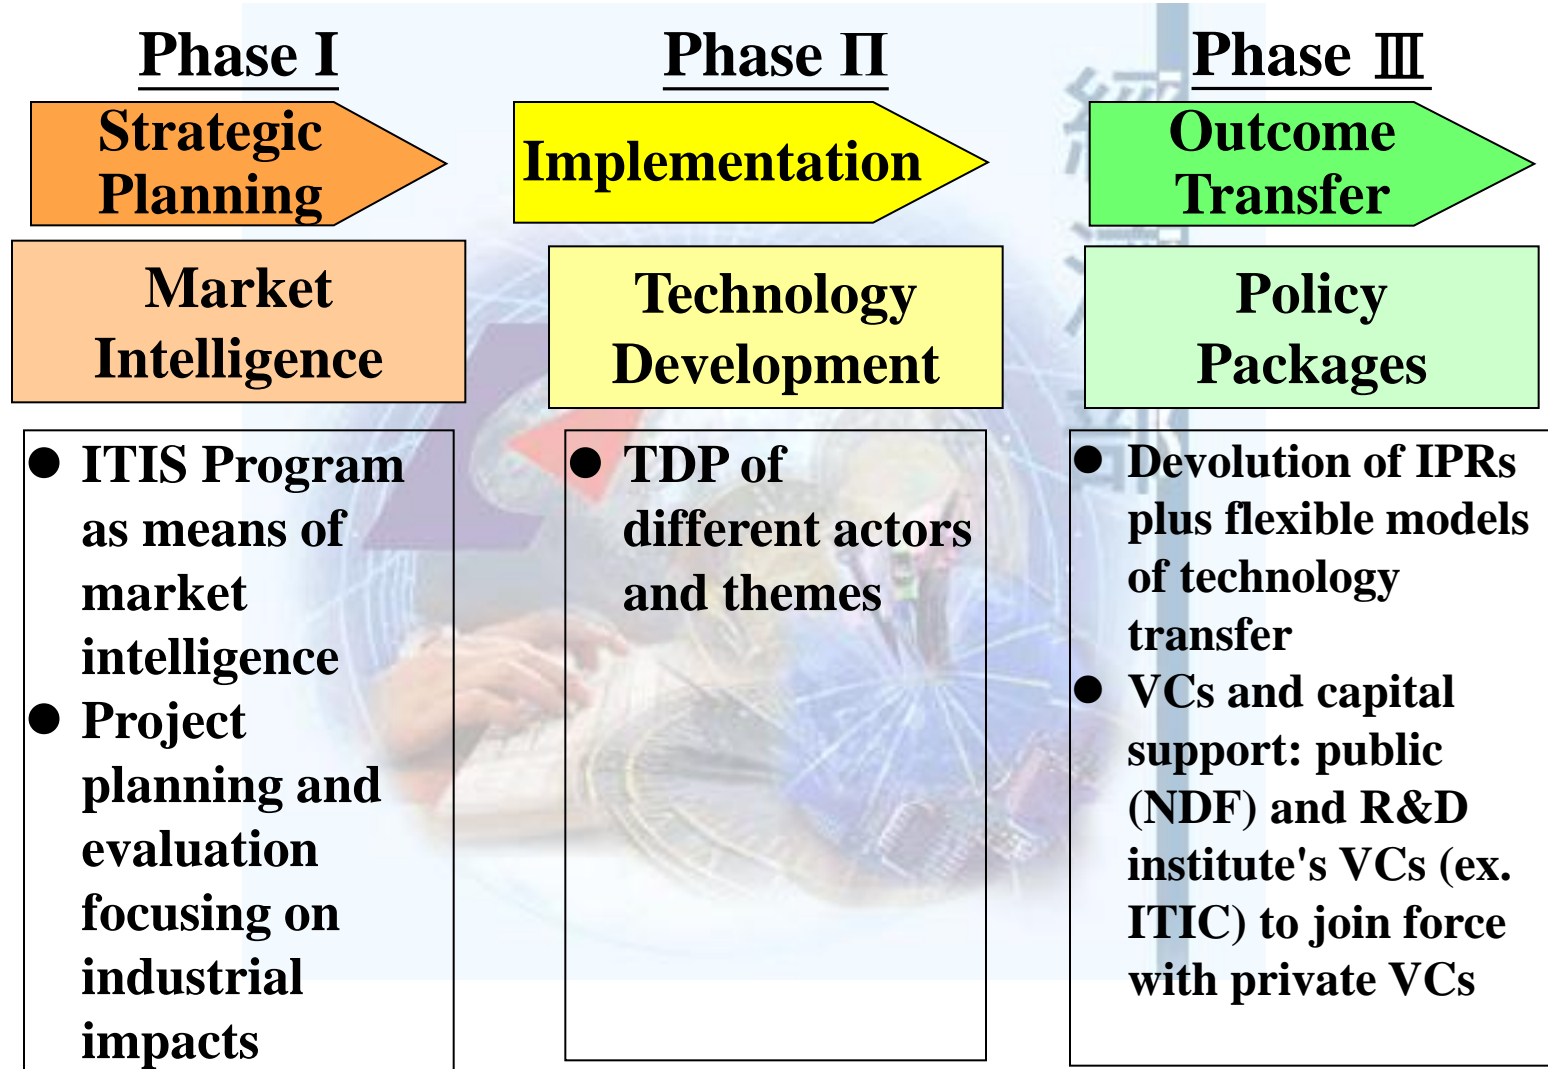 Phase I
Strategic
Planning
Market
Intelligence
● ITIS Program
as means of
market
intelligence
● Project
planning and
evaluation
focusing on
industrial
impacts
Phase II
Implementation
Technology
Development
● TDP of
different actors
and themes
Phase Ⅲ
Outcome
Transfer
Policy
Packages
● Devolution of IPRs
plus flexible models
of technology
transfer
● VCs and capital
support: public
(NDF) and R&D
institute's VCs (ex.
ITIC) to join force
with private VCs